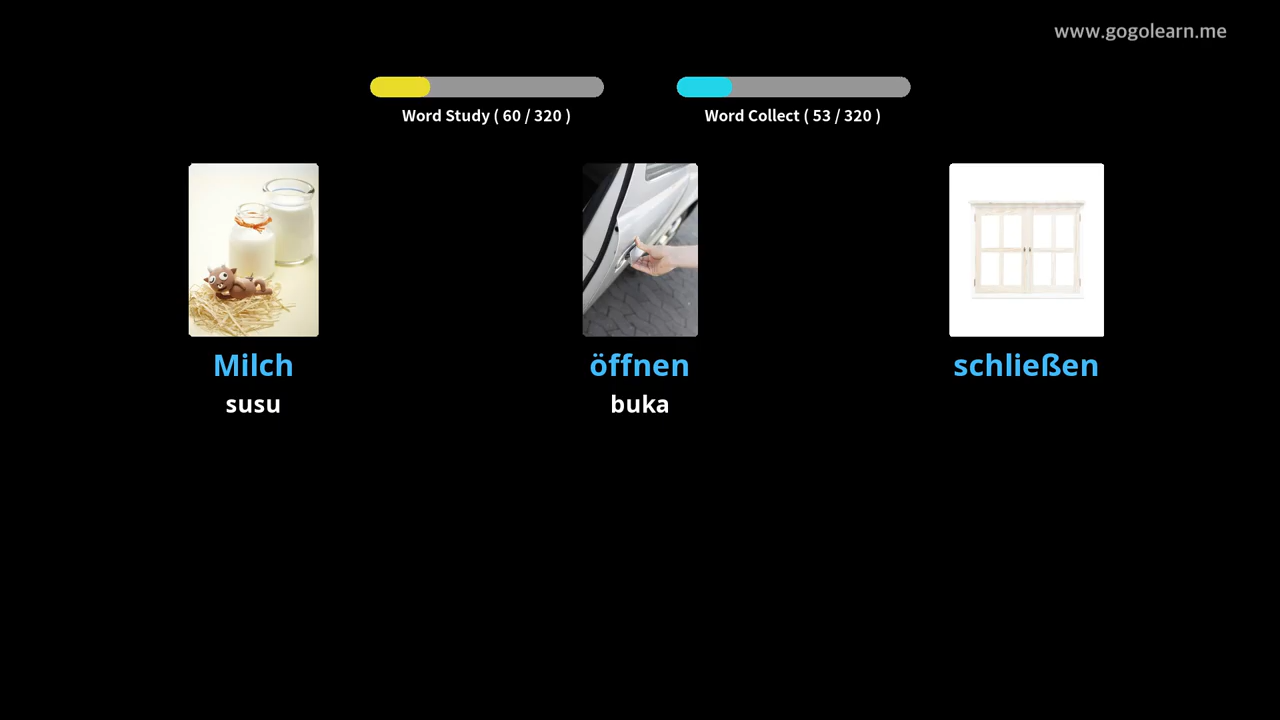 www.gogolearn.me
Word Study ( 60 / 320 )
Word Collect ( 53 / 320 )
Milch
susu
öffnen
buka
schließen